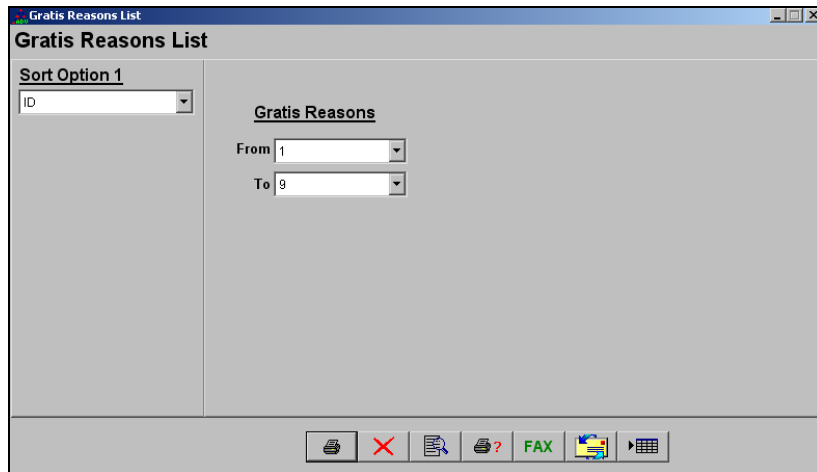 Gratis Reasons List
Gratis Reasons List
Sort Option 1
ID
Gratis Reasons
From 1
To 9
? FAX